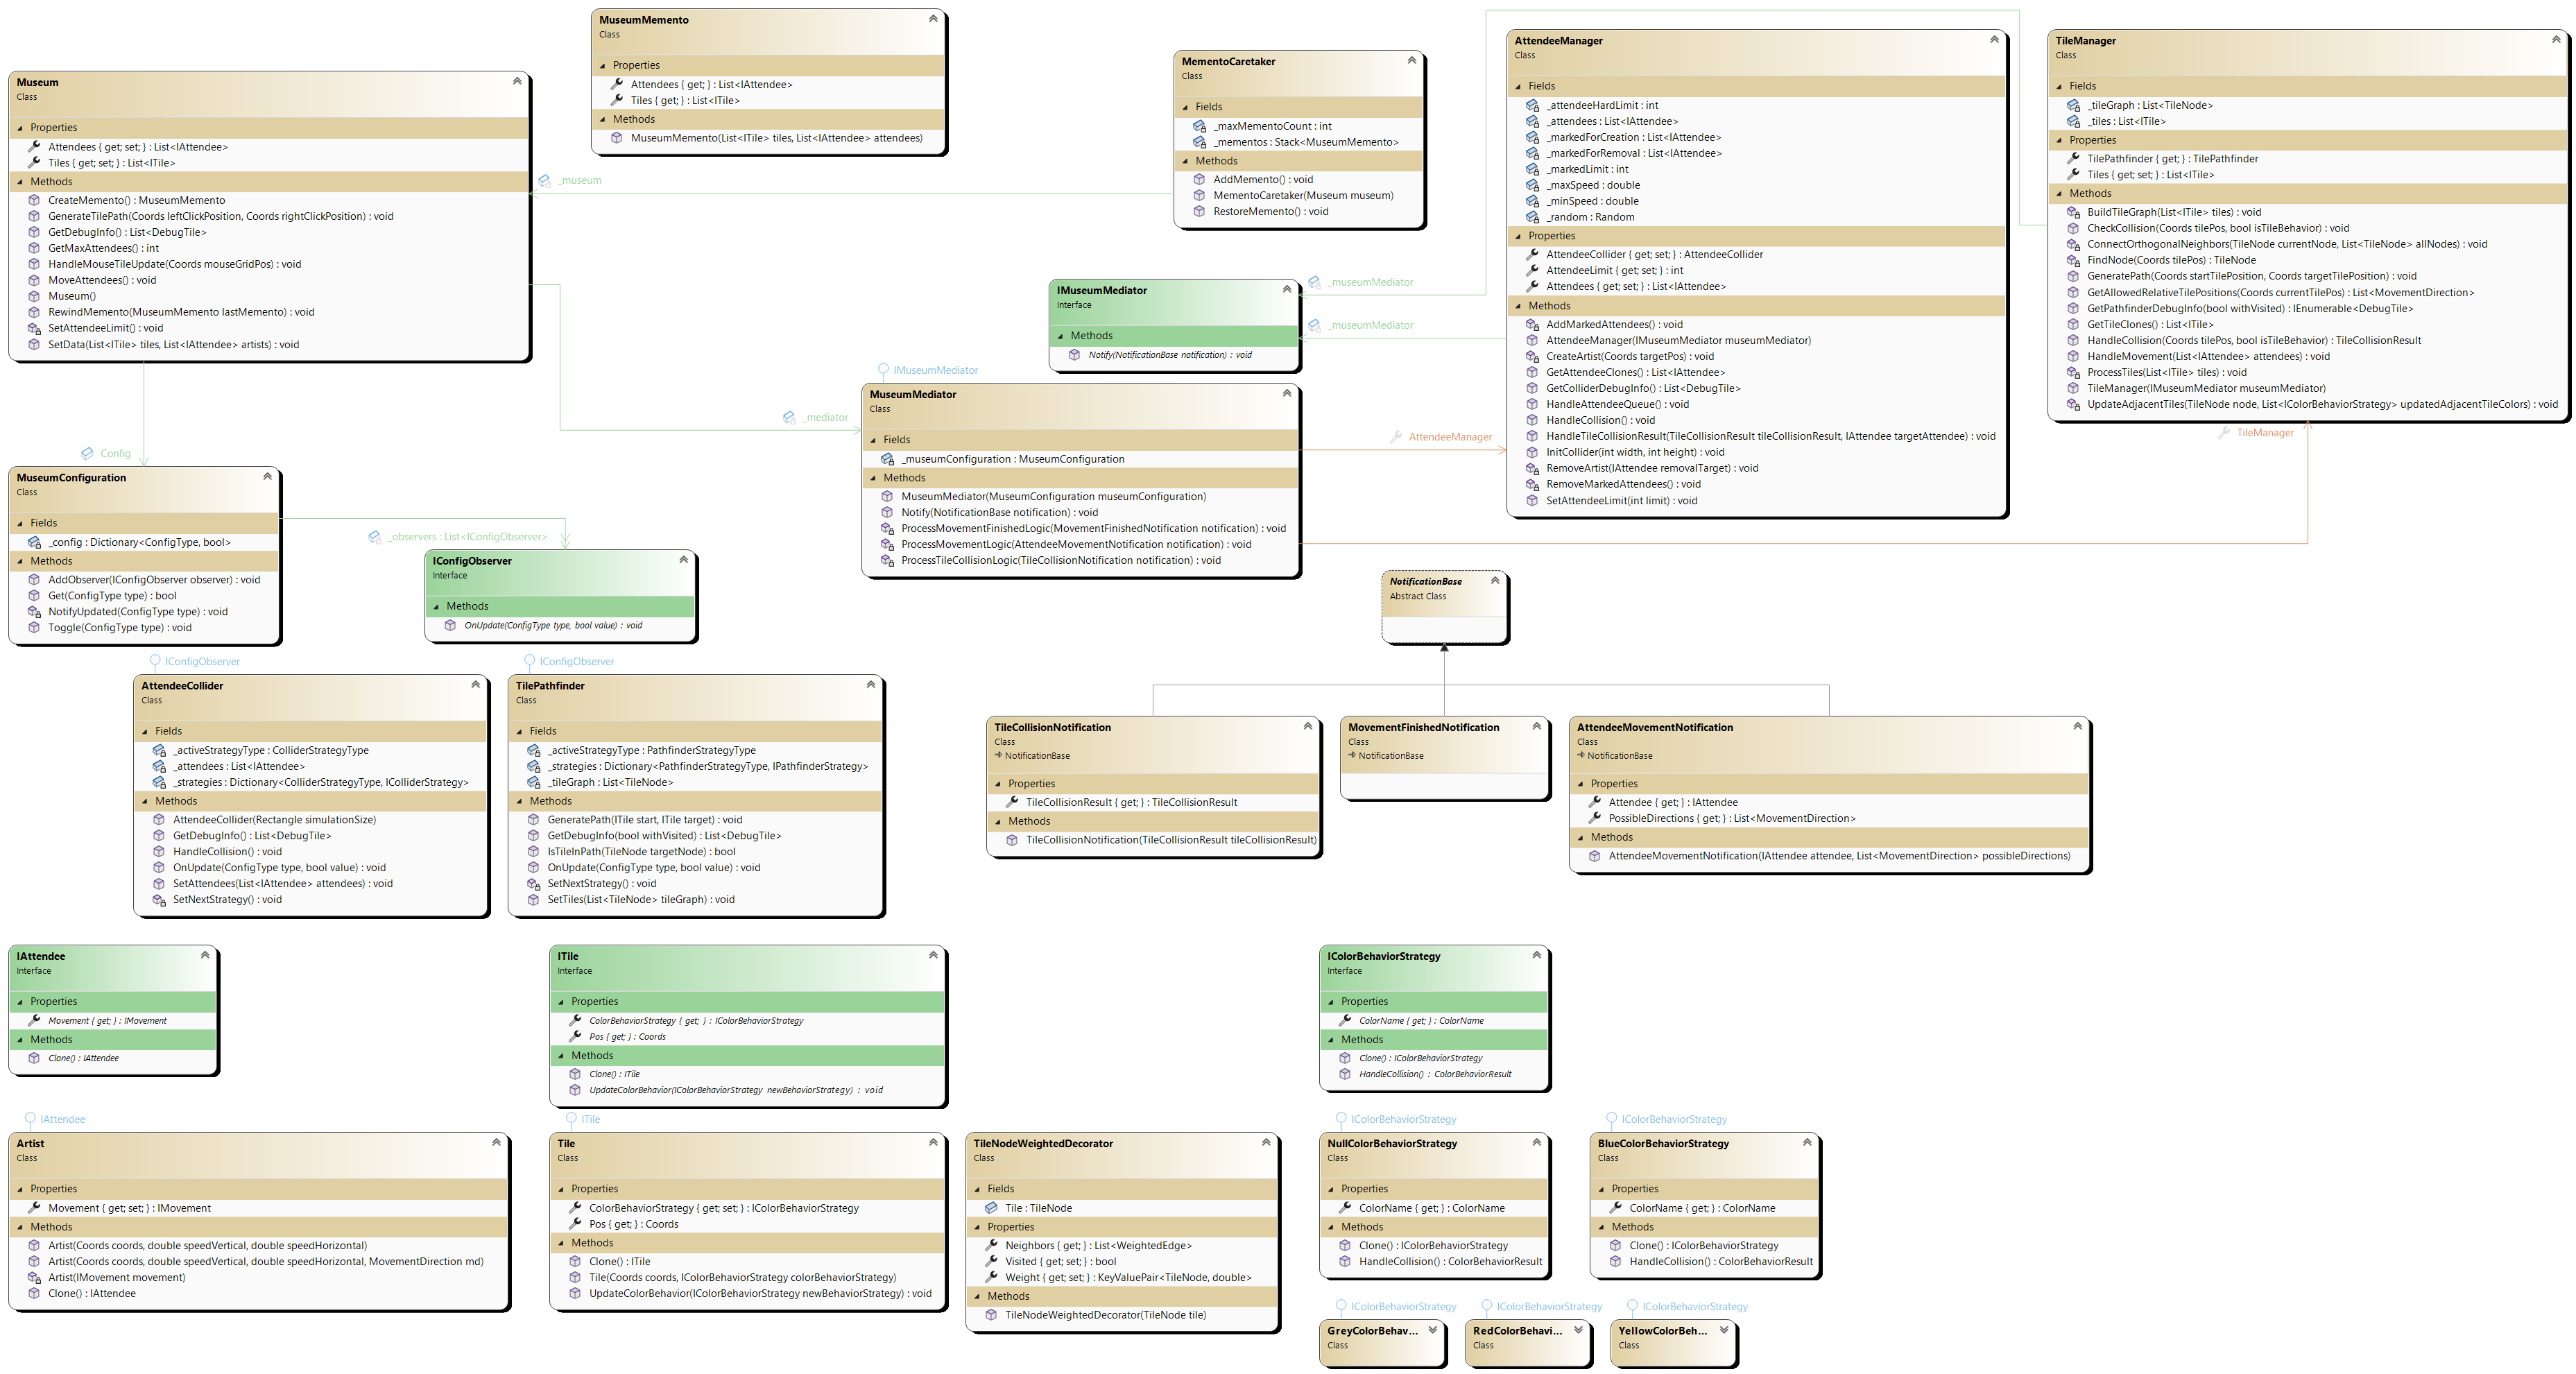 MuseumMemento
Class
Properties
Attendees { get; } : List<IAttendee>
Tiles { get; } : List<ITile>
Methods
MuseumMemento(List<ITile> tiles, List<IAttendee> attendees)
Museum
Class
Properties
Attendees { get; set; } : List<IAttendee>
Tiles { get; set; } : List<ITile>
Methods
CreateMemento() : MuseumMemento
GenerateTilePath(Coords leftClickPosition, Coords rightClickPosition) : void
GetDebugInfo() : List<DebugTile>
GetMaxAttendees() : int
HandleMouseTileUpdate(Coords mouseGridPos) : void
MoveAttendees() : void
Museum()
RewindMemento(MuseumMemento lastMemento) : void
SetAttendeeLimit() : void
SetData(List<ITile> tiles, List<IAttendee> artists) : void
_museum
MementoCaretaker
Class
Fields
_maxMementoCount : int
_mementos : Stack<MuseumMemento>
Methods
AddMemento() : void
MementoCaretaker(Museum museum)
RestoreMemento() : void
AttendeeManager
Class
Fields
_attendeeHardLimit : int
_attendees : List<IAttendee>
_markedForCreation : List<IAttendee>
_markedForRemoval : List<IAttendee>
_markedLimit : int
_maxSpeed : double
_minSpeed : double
_random : Random
Properties
AttendeeCollider { get; set; } : AttendeeCollider
AttendeeLimit { get; set; } : int
Attendees { get; set; } : List<IAttendee>
Methods
AddMarkedAttendees() : void
AttendeeManager(IMuseumMediator museumMediator)
CreateArtist(Coords targetPos) : void
GetAttendeeClones() : List<IAttendee>
GetColliderDebugInfo() : List<DebugTile>
HandleAttendeeQueue() : void
HandleCollision() : void
HandleTileCollisionResult(TileCollisionResult tileCollisionResult, IAttendee targetAttendee) : void
InitCollider(int width, int height) : void
RemoveArtist(IAttendee removalTarget) : void
RemoveMarkedAttendees() : void
SetAttendeeLimit(int limit) : void
TileManager
Class
Fields
_tileGraph : List<TileNode>
_tiles : List<ITile>
Properties
TilePathfinder { get; } : TilePathfinder
Tiles { get; set; } : List<ITile>
Methods
BuildTileGraph(List<ITile> tiles) : void
CheckCollision(Coords tilePos, bool isTileBehavior) : void
ConnectOrthogonalNeighbors(TileNode currentNode, List<TileNode> allNodes) : void
FindNode(Coords tilePos) : TileNode
GeneratePath(Coords startTilePosition, Coords targetTilePosition) : void
GetAllowedRelativeTilePositions(Coords currentTilePos) : List<MovementDirection>
GetPathfinderDebugInfo(bool withVisited) : IEnumerable<DebugTile>
GetTileClones() : List<ITile>
HandleCollision(Coords tilePos, bool isTileBehavior) : TileCollisionResult
HandleMovement(List<IAttendee> attendees) : void
ProcessTiles(List<ITile> tiles) : void
TileManager(IMuseumMediator museumMediator)
UpdateAdjacentTiles(TileNode node, List<IColorBehaviorStrategy> updatedAdjacentTileColors) : void
IMuseumMediator
Interface
Methods
Notify(NotificationBase notification) : void
_museumMediator
_museumMediator
IMuseumMediator
_mediator
MuseumMediator
Class
Fields
_museumConfiguration : MuseumConfiguration
Methods
MuseumMediator(MuseumConfiguration museumConfiguration)
Notify(NotificationBase notification) : void
ProcessMovementFinishedLogic(MovementFinishedNotification notification) : void
ProcessMovementLogic(AttendeeMovementNotification notification) : void
ProcessTileCollisionLogic(TileCollisionNotification notification) : void
AttendeeManager
TileManager
Config
MuseumConfiguration
Class
Fields
_config : Dictionary<ConfigType, bool>
Methods
AddObserver(IConfigObserver observer) : void
Get(ConfigType type) : bool
NotifyUpdated(ConfigType type) : void
Toggle(ConfigType type) : void
_observers : List<IConfigObserver>
IConfigObserver
Interface
Methods
OnUpdate(ConfigType type, bool value) : void
NotificationBase
Abstract Class
IConfigObserver
AttendeeCollider
Class
Fields
_activeStrategyType : ColliderStrategyType
_attendees : List<IAttendee>
_strategies : Dictionary<ColliderStrategyType, IColliderStrategy>
Methods
AttendeeCollider(Rectangle simulationSize)
GetDebugInfo() : List<DebugTile>
HandleCollision() : void
OnUpdate(ConfigType type, bool value) : void
SetAttendees(List<IAttendee> attendees) : void
SetNextStrategy() : void
IConfigObserver
TilePathfinder
Class
Fields
_activeStrategyType : PathfinderStrategyType
_strategies : Dictionary<PathfinderStrategyType, IPathfinderStrategy>
_tileGraph : List<TileNode>
Methods
GeneratePath(ITile start, ITile target) : void
GetDebugInfo(bool withVisited) : List<DebugTile>
IsTileInPath(TileNode targetNode) : bool
OnUpdate(ConfigType type, bool value) : void
SetNextStrategy() : void
SetTiles(List<TileNode> tileGraph) : void
TileCollisionNotification
Class
NotificationBase
Properties
TileCollisionResult { get; } : TileCollisionResult
Methods
TileCollisionNotification(TileCollisionResult tileCollisionResult)
MovementFinishedNotification
Class
NotificationBase
AttendeeMovementNotification
Class
NotificationBase
Properties
Attendee { get; } : IAttendee
PossibleDirections { get; } : List<MovementDirection>
Methods
AttendeeMovementNotification(IAttendee attendee, List<MovementDirection> possibleDirections)
IAttendee
Interface
Properties
Movement { get; } : IMovement
Methods
Clone() : IAttendee
ITile
Interface
Properties
ColorBehaviorStrategy { get; } : IColorBehaviorStrategy
Pos { get; } : Coords
Methods
Clone() : ITile
UpdateColorBehavior(IColorBehaviorStrategy newBehaviorStrategy) : void
IColorBehaviorStrategy
Interface
Properties
ColorName { get; } : ColorName
Methods
Clone() : IColorBehaviorStrategy
HandleCollision() : ColorBehaviorResult
IAttendee
Artist
Class
Properties
Movement { get; set; } : IMovement
Methods
Artist(Coords coords, double speedVertical, double speedHorizontal)
Artist(Coords coords, double speedVertical, double speedHorizontal, MovementDirection md)
Artist(IMovement movement)
Clone() : IAttendee
ITile
Tile
Class
Properties
ColorBehaviorStrategy { get; set; } : IColorBehaviorStrategy
Pos { get; } : Coords
Methods
Clone() : ITile
Tile(Coords coords, IColorBehaviorStrategy colorBehaviorStrategy)
UpdateColorBehavior(IColorBehaviorStrategy newBehaviorStrategy) : void
TileNodeWeightedDecorator
Class
Fields
Tile : TileNode
Properties
Neighbors { get; } : List<WeightedEdge>
Visited { get; set; } : bool
Weight { get; set; } : KeyValuePair<TileNode, double>
Methods
TileNodeWeightedDecorator(TileNode tile)
IColorBehaviorStrategy
NullColorBehaviorStrategy
Class
Properties
ColorName { get; } : ColorName
Methods
Clone() : IColorBehaviorStrategy
HandleCollision() : ColorBehaviorResult
IColorBehaviorStrategy
BlueColorBehaviorStrategy
Class
Properties
ColorName { get; } : ColorName
Methods
Clone() : IColorBehaviorStrategy
HandleCollision() : ColorBehaviorResult
IColorBehaviorStrategy
GreyColorBehav...
Class
IColorBehaviorStrategy
RedColorBehavi...
Class
IColorBehaviorStrategy
YellowColorBeh...
Class